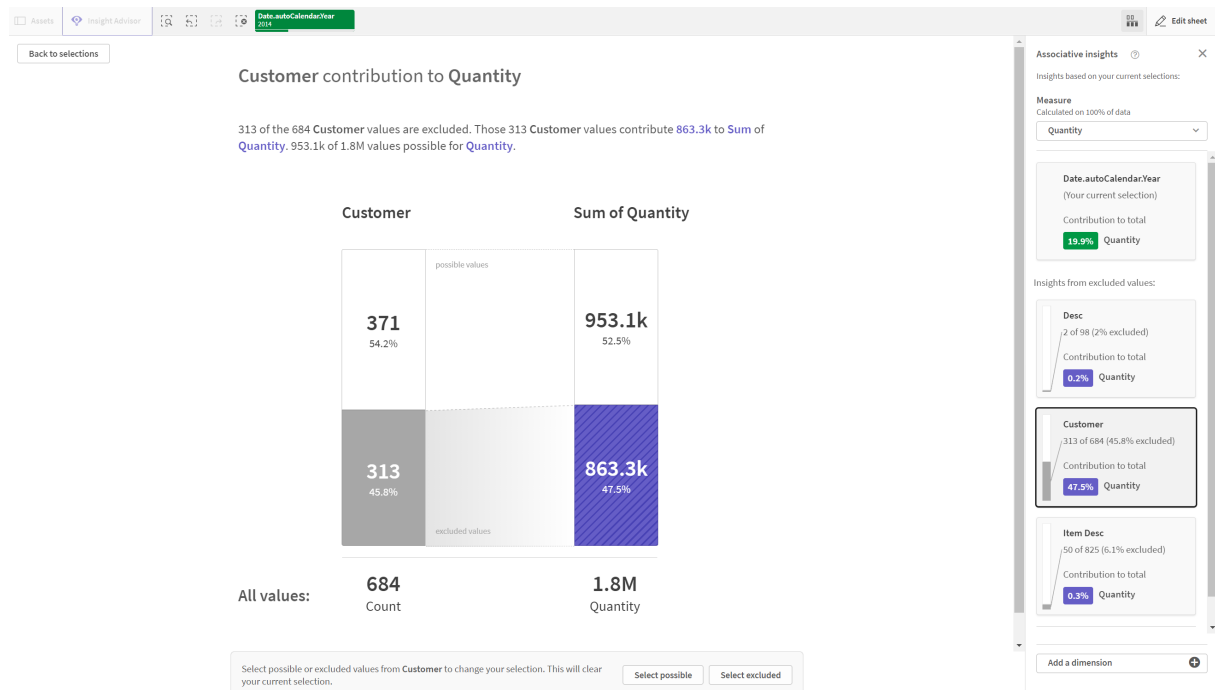 Assets
Insight Advisor
Date.autoCalendar.Year
2014
Edit sheet
Back to selections
Customer contribution to Quantity
313 of the 684 Customer values are excluded. Those 313 Customer values contribute 863.3k to Sum of
Quantity. 953.1k of 1.8M values possible for Quantity.
Customer
Sum of Quantity
possible values
371
54.2%
953.1k
52.5%
313
45.8%
863.3k
47.5%
excluded values
All values:
684
Count
1.8M
Quantity
Select possible or excluded values from Customer to change your selection. This will clear
your current selection.
Select possible
Select excluded
Associative insights
Insights based on your current selections:
Measure
Calculated on 100% of data
Quantity
Date.autoCalendar.Year
(Your current selection)
Contribution to total
19.9% Quantity
Insights from excluded values:
Desc
2 of 98 (2% excluded)
Contribution to total
0.2% Quantity
Customer
313 of 684 (45.8% excluded)
Contribution to total
47.5% Quantity
Item Desc
50 of 825 (6.1% excluded)
Contribution to total
0.3% Quantity
Add a dimension